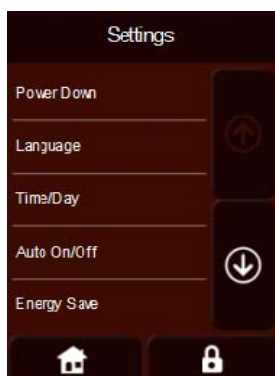 Settings
Power Down
Language
Time/Day
Auto On/Off
Energy Save